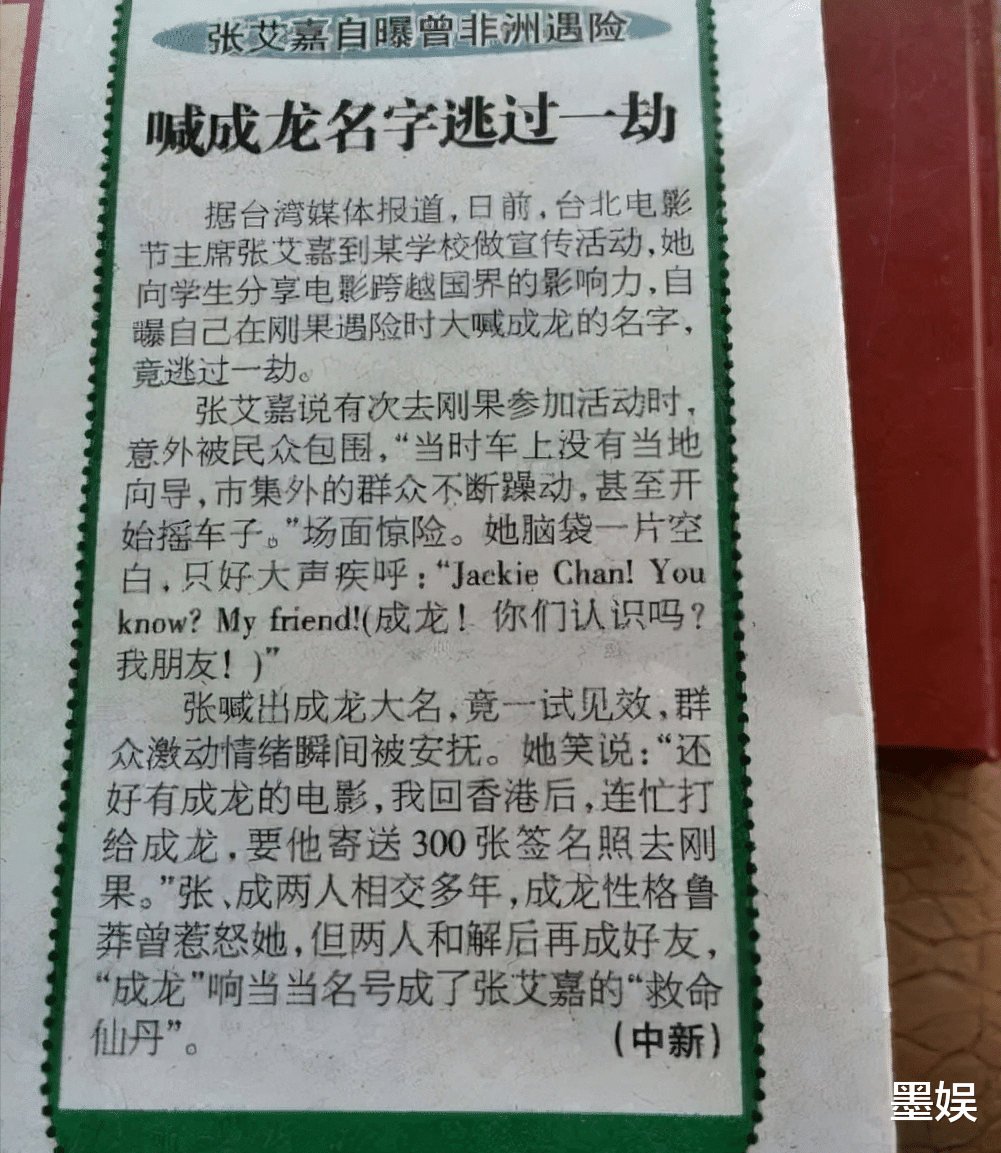 张艾嘉自曝曾非洲遇险
喊成龙名字逃过一劫
据台湾媒体报道，日前，台北电影
节主席张艾嘉到某学校做宣传活动，她
向学生分享电影跨越国界的影响力，自
曝自己在刚果遇险时大喊成龙的名字，
竟逃过一劫。
张艾嘉说有次去刚果参加活动时，
意外被民众包围，“当时车上没有当地
向导，市集外的群众不断躁动，甚至开
始摇车子。”场面惊险。她脑袋一片空
白，只好大声疾呼：“Jackie Chan! You
know? My friend!(成龙！你们认识吗？
我朋友！)”
张喊出成龙大名，竟一试见效，群
众激动情绪瞬间被安抚。她笑说：“还
好有成龙的电影，我回香港后，连忙打
给成龙，要他寄送300张签名照去刚
果。”张、成两人相交多年，成龙性格鲁
莽曾惹怒她，但两人和解后再成好友，
“成龙”响当当名号成了张艾嘉的“救命
仙丹”。
（中新）
墨娱